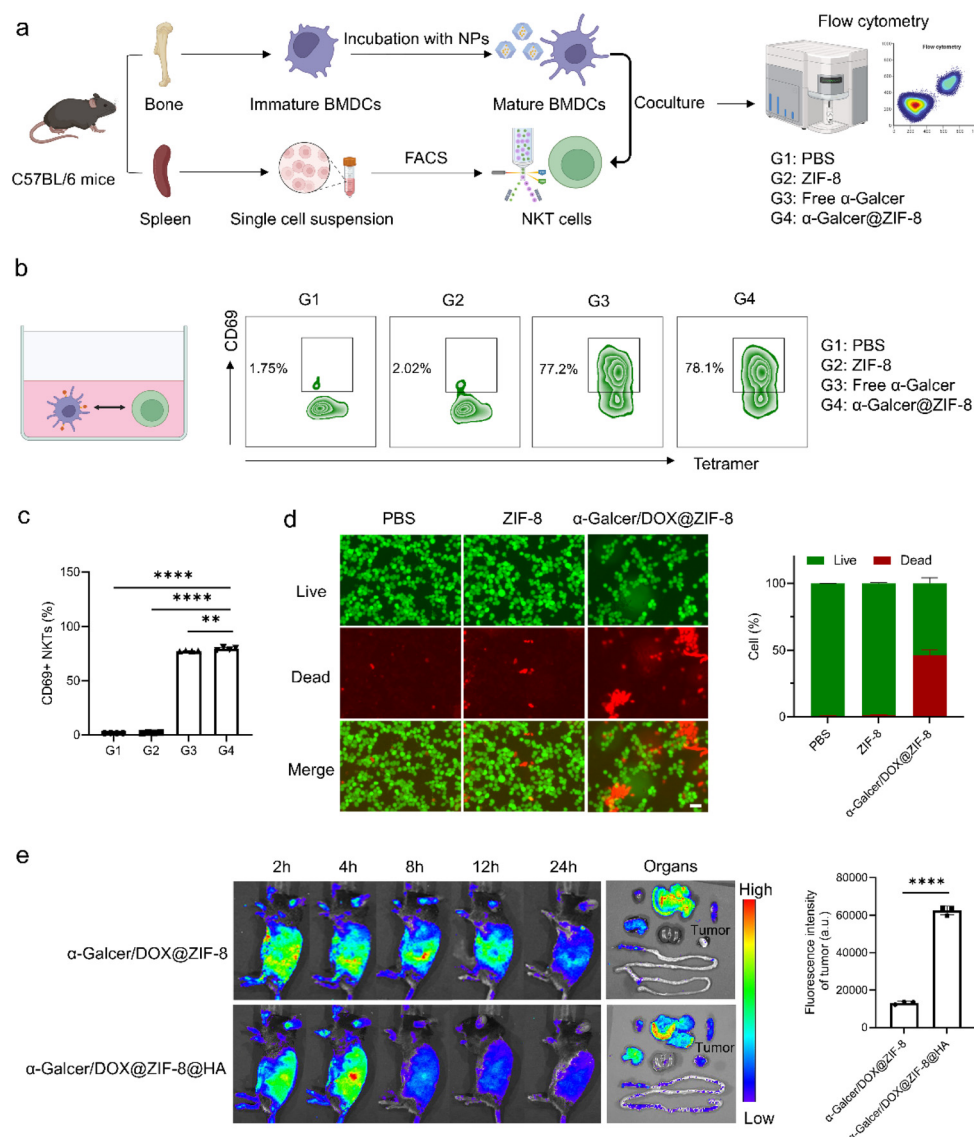 a
Flow cytometry
Incubation with NPs
Flow cytometry
Bone
Immature BMDCs
Mature BMDCs
Coculture
C57BL/6 mice
FACS
Spleen
Single cell suspension
NKT cells
G1: PBS
G2: ZIF-8
G3: Free α-Galcer
G4: α-Galcer@ZIF-8
b
G1
G2
G3
G4
CD69
1.75%
2.02%
77.2%
78.1%
G1: PBS
G2: ZIF-8
G3: Free α-Galcer
G4: α-Galcer@ZIF-8
Tetramer
c
CD69+ NKTs (%)
150
100
50
0
****
****
**
G1
G2
G3
G4
d
PBS
ZIF-8
α-Galcer/DOX@ZIF-8
Live
Dead
Merge
Live
Dead
Cell (%)
100
50
0
PBS
ZIF-8
α-Galcer/DOX@ZIF-8
e
2h
4h
8h
12h
24h
Organs
High
Low
α-Galcer/DOX@ZIF-8
Tumor
α-Galcer/DOX@ZIF-8@HA
Tumor
Fluorescence intensity
of tumor (a.u.)
80000
60000
40000
20000
0
****
α-Galcer/DOX@ZIF-8
α-Galcer/DOX@ZIF-8@HA